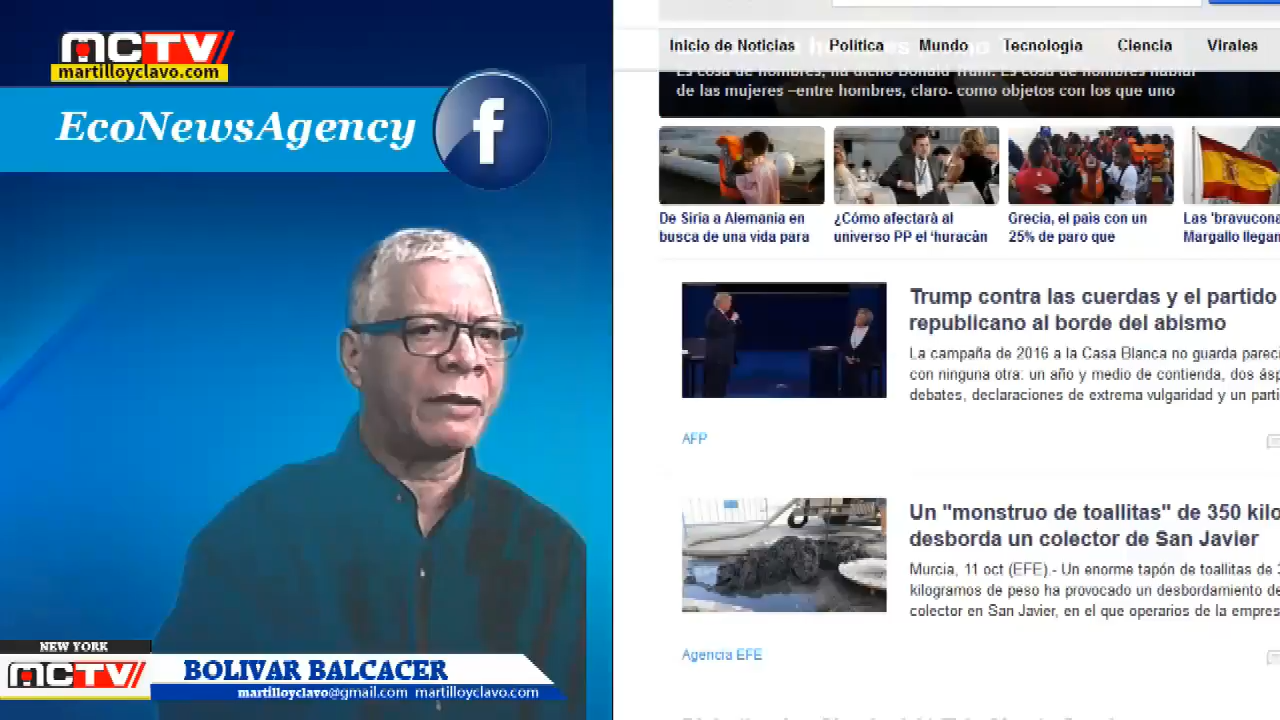 MCTV
martilloyclavo.com
EcoNewsAgency
f
NEW YORK
MCTV
BOLIVAR BALCACER
martilloyclavo@gmail.com martilloyclavo.com
Inicio de Noticias Política Mundo Tecnología Ciencia Virales
Es cosa de hombres, ha dicho Donald Trum. Es cosa de hombres hablar
de las mujeres –entre hombres, claro- como objetos con los que uno
De Siria a Alemania en
busca de una vida para
¿Cómo afectará al
universo PP el 'huracán
Grecia, el país con un
25% de paro que
Las 'bravucona
Margallo llegan
Trump contra las cuerdas y el partido
republicano al borde del abismo
La campaña de 2016 a la Casa Blanca no guarda pareci
con ninguna otra: un año y medio de contienda, dos ásp
debates, declaraciones de extrema vulgaridad y un parti
AFP
Un "monstruo de toallitas" de 350 kilo
desborda un colector de San Javier
Murcia, 11 oct (EFE).- Un enorme tapón de toallitas de 3
kilogramos de peso ha provocado un desbordamiento de
colector en San Javier, en el que operarios de la empres
Agencia EFE